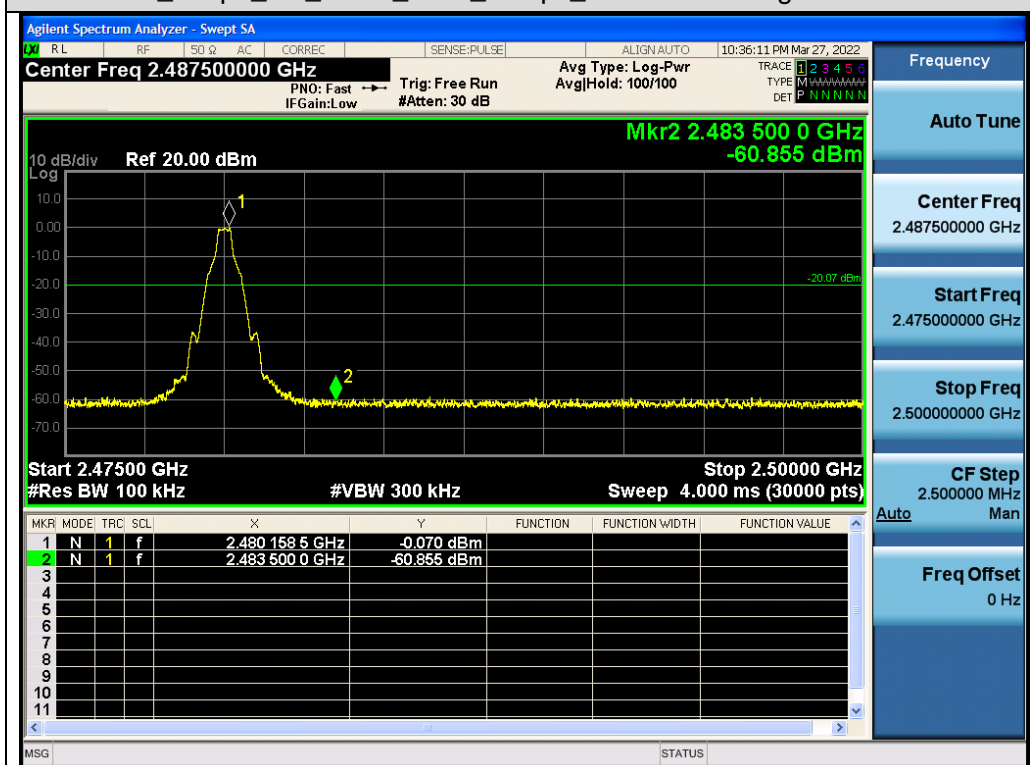 Agilent Spectrum Analyzer - Swept SA
LXI RL RF 50 Ω AC CORREC SENSE:PULSE ALIGN AUTO 10:36:11 PM Mar 27, 2022
Center Freq 2.487500000 GHz
PNO: Fast
IFGain:Low
Trig: Free Run
#Atten: 30 dB
Avg Type: Log-Pwr
Avg|Hold: 100/100
TRACE 1 2 3 4 5 6
TYPE M
DET P N N N N N
Mkr2 2.483 500 0 GHz
-60.855 dBm
10 dB/div Ref 20.00 dBm
Log
10.0
0.00
-10.0
-20.0
-30.0
-40.0
-50.0
-60.0
-70.0
1
2
-20.07 dBm
Start 2.47500 GHz Stop 2.50000 GHz
#Res BW 100 kHz #VBW 300 kHz Sweep 4.000 ms (30000 pts)
MKR MODE TRC SCL X Y FUNCTION FUNCTION WIDTH FUNCTION VALUE
1 N 1 f 2.480 158 5 GHz -0.070 dBm
2 N 1 f 2.483 500 0 GHz -60.855 dBm
3
4
5
6
7
8
9
10
11
MSG STATUS
Frequency
Auto Tune
Center Freq
2.487500000 GHz
Start Freq
2.475000000 GHz
Stop Freq
2.500000000 GHz
CF Step
2.500000 MHz
Auto Man
Freq Offset
0 Hz